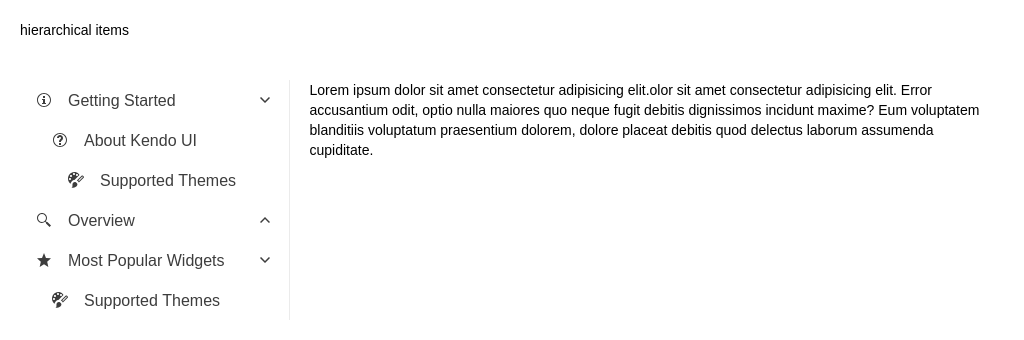 hierarchical items
Getting Started
About Kendo UI
Supported Themes
Overview
Most Popular Widgets
Supported Themes
Lorem ipsum dolor sit amet consectetur adipisicing elit.olor sit amet consectetur adipisicing elit. Error
accusantium odit, optio nulla maiores quo neque fugit debitis dignissimos incidunt maxime? Eum voluptatem
blanditiis voluptatum praesentium dolorem, dolore placeat debitis quod delectus laborum assumenda
cupiditate.